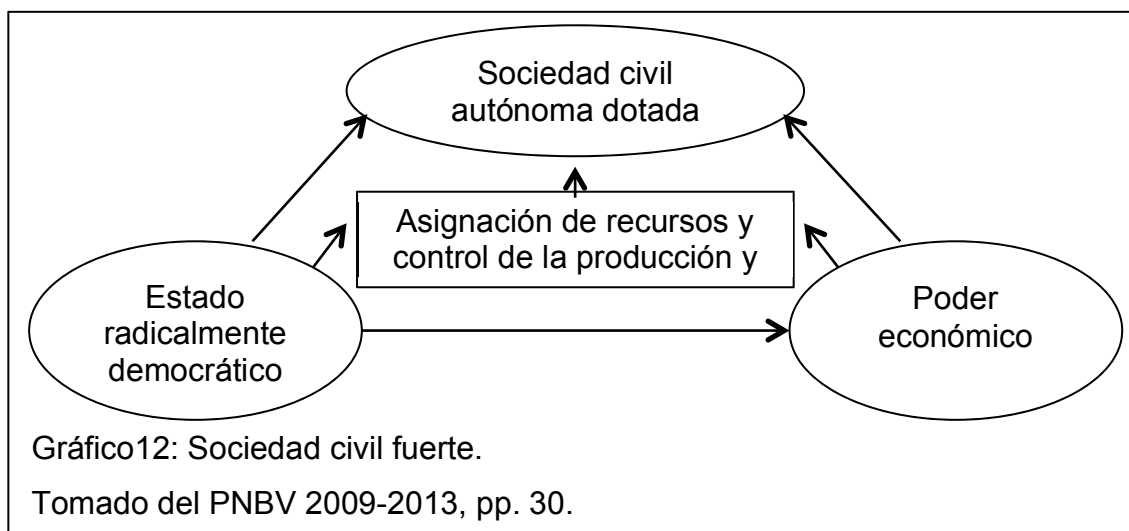 Sociedad civil
autónoma dotada
Asignación de recursos y
control de la producción y
Estado
radicalmente
democrático
Poder
económico
Gráfico12: Sociedad civil fuerte.
Tomado del PNBV 2009-2013, pp. 30.